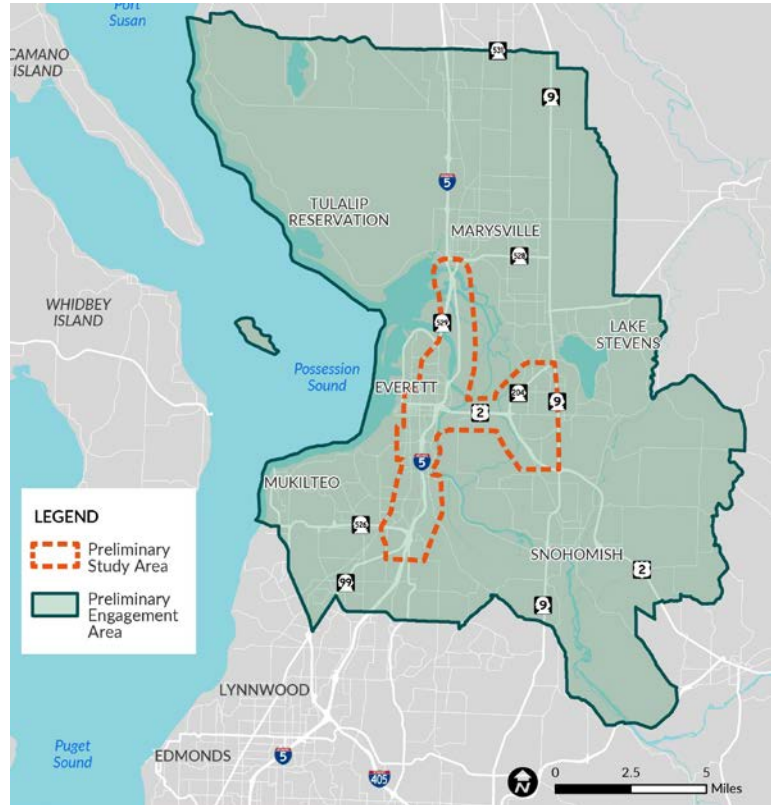 Port
Susan
CAMANO
ISLAND
531
9
5
TULALIP
RESERVATION
MARYSVILLE
528
WHIDBEY
ISLAND
529
LAKE
STEVENS
Possession
Sound
EVERETT
204
9
2
5
MUKILTEO
LEGEND
Preliminary
Study Area
Preliminary
Engagement
Area
526
SNOHOMISH
2
99
9
LYNNWOOD
Puget
Sound
EDMONDS
5
405
N
0 2.5 5
Miles